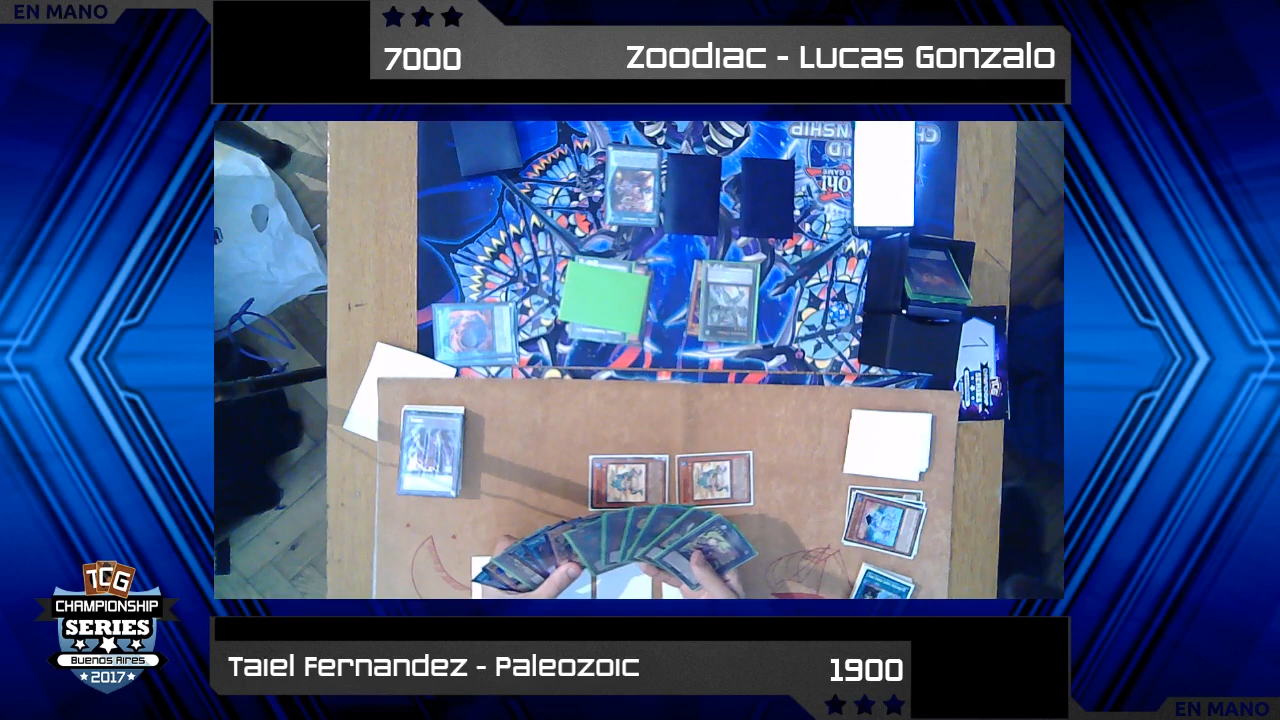 EN MANO
7000
Zoodiac - Lucas Gonzalo
Taiel Fernandez - Paleozoic
1900
TCG
CHAMPIONSHIP
SERIES
Buenos Aires
2017
EN MANO